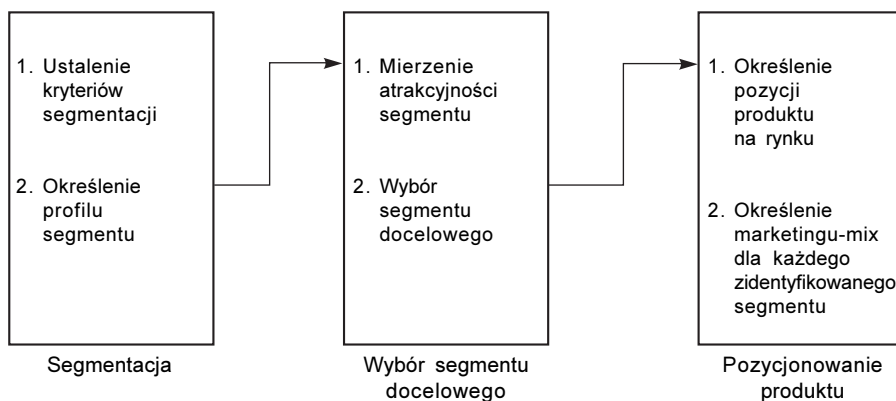 1. Ustalenie
kryteriów
segmentacji
2. Określenie
profilu
segmentu
Segmentacja
1. Mierzenie
atrakcyjności
segmentu
2. Wybór
segmentu
docelowego
Wybór segmentu
docelowego
1. Określenie
pozycji
produktu
na rynku
2. Określenie
marketingu-mix
dla każdego
zidentyfikowanego
segmentu
Pozycjonowanie
produktu